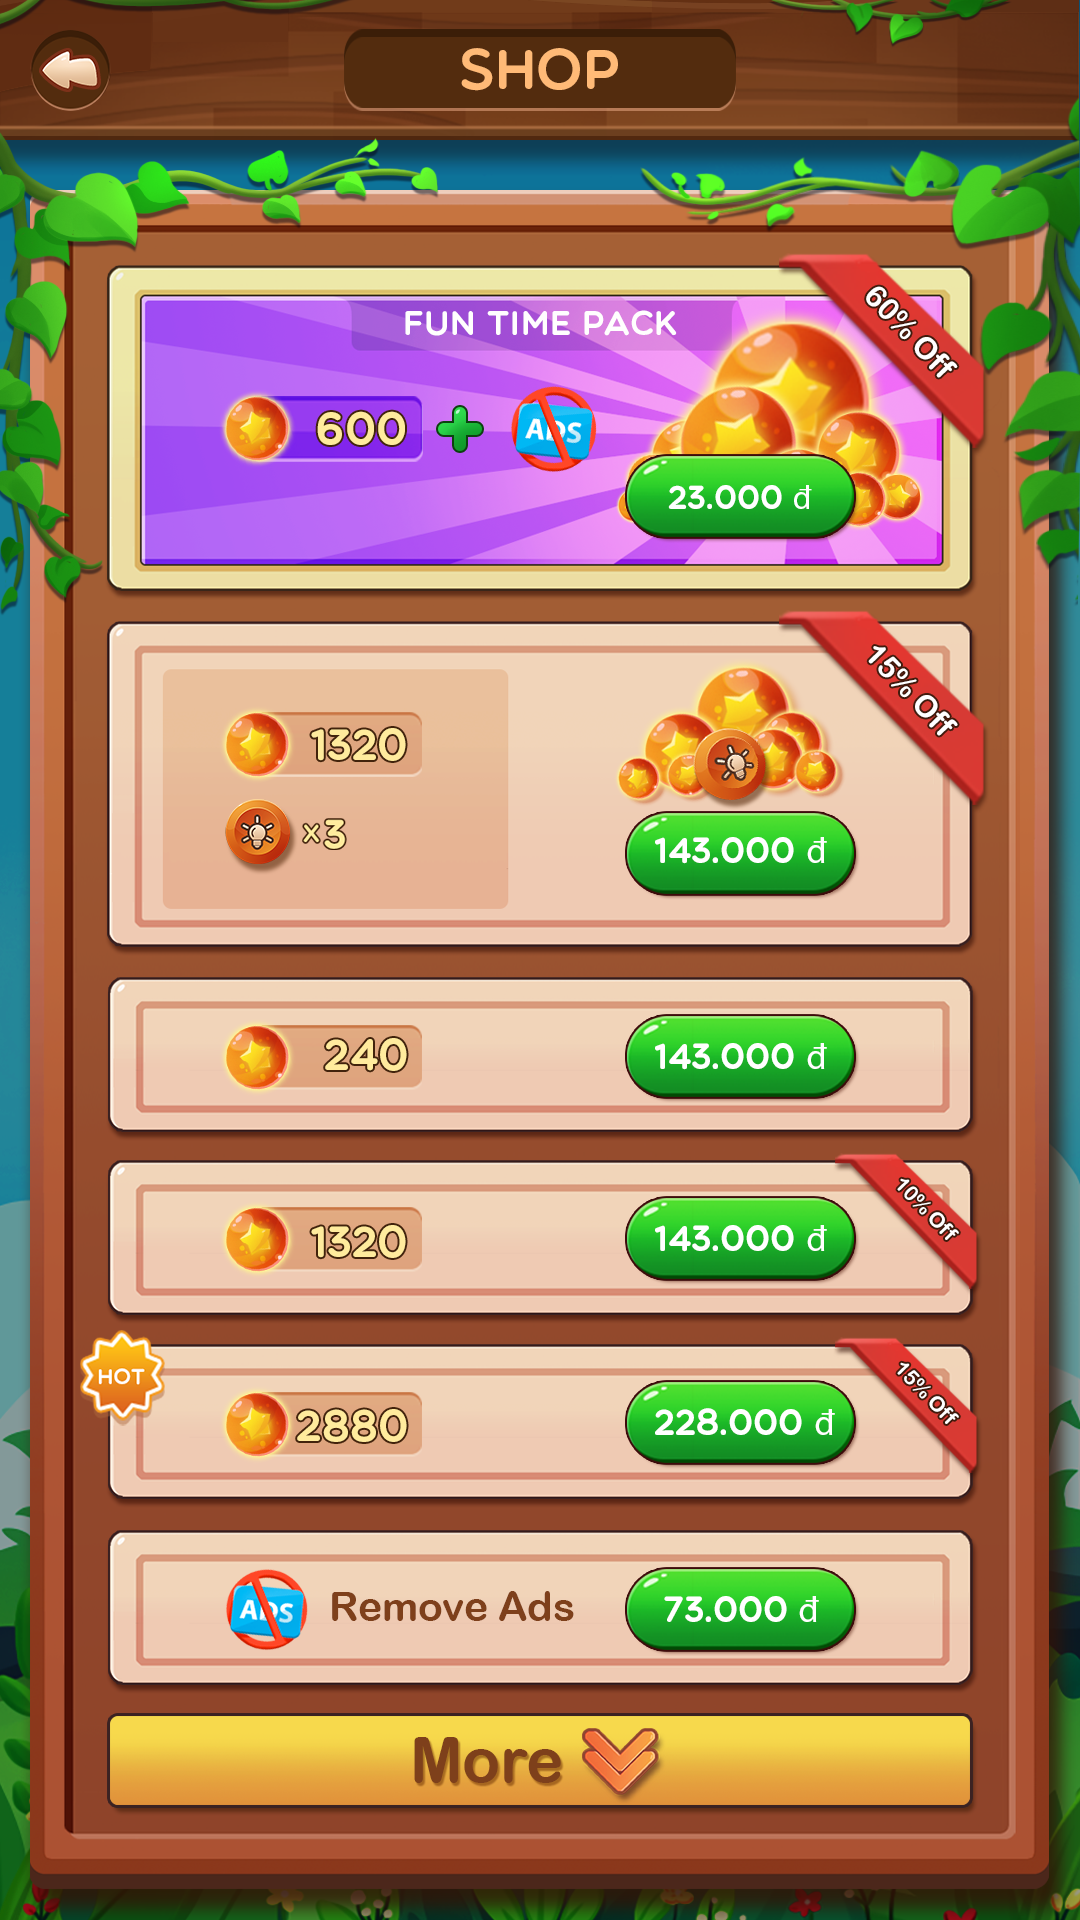 SHOP
FUN TIME PACK
60% Off
600
ADS
23.000 đ
15% Off
1320
×3
143.000 đ
240
143.000 đ
10% Off
1320
143.000 đ
HOT
15% Off
2880
228.000 đ
ADS
Remove Ads
73.000 đ
More